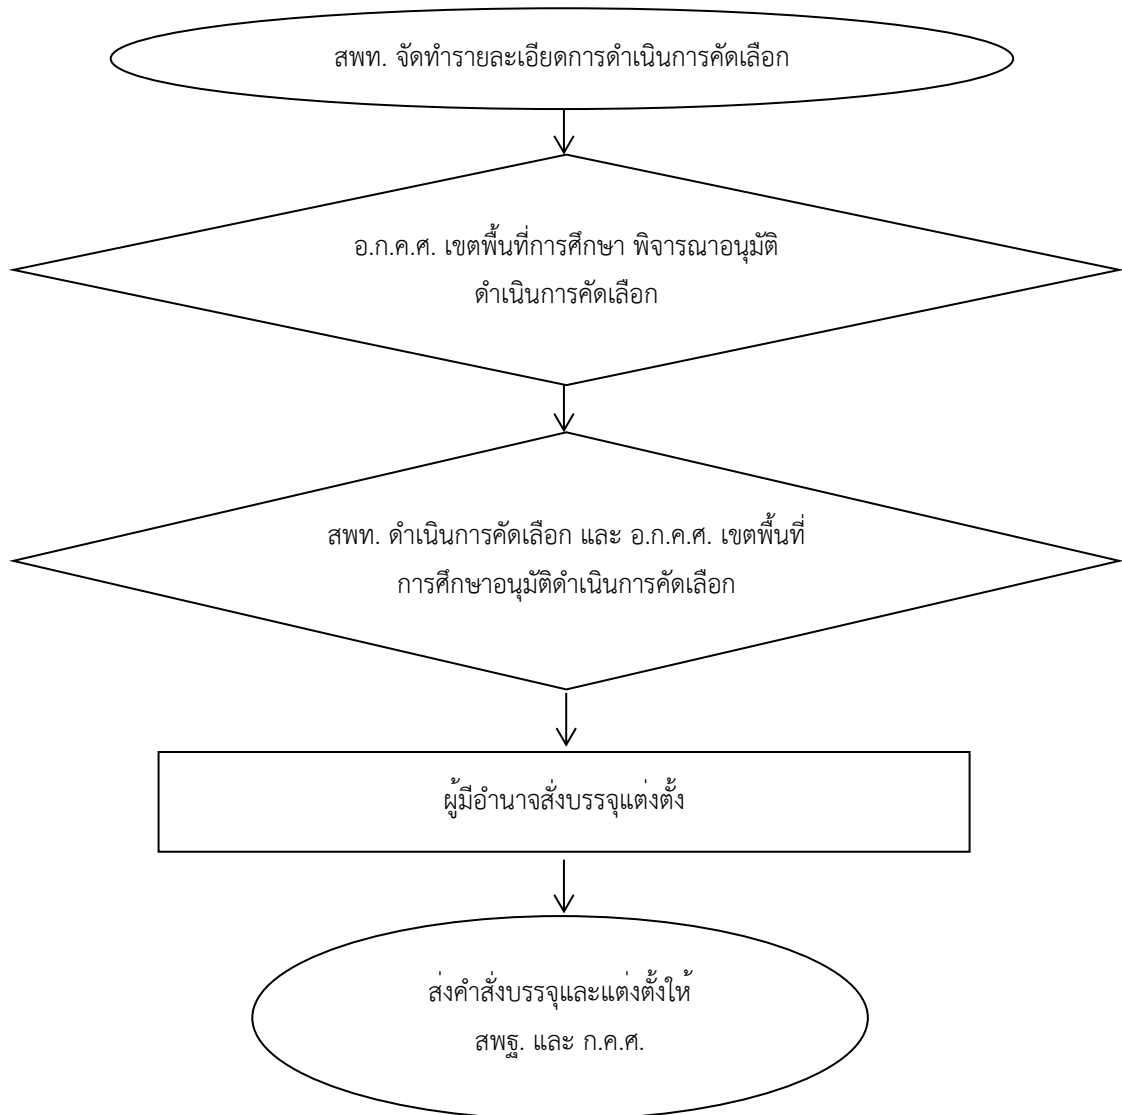 สพท. จัดทำรายละเอียดการดำเนินการคัดเลือก
อ.ก.ค.ศ. เขตพื้นที่การศึกษา พิจารณาอนุมัติ
ดำเนินการคัดเลือก
สพท. ดำเนินการคัดเลือก และ อ.ก.ค.ศ. เขตพื้นที่
การศึกษาอนุมัติดำเนินการคัดเลือก
ผู้มีอำนาจสั่งบรรจุแต่งตั้ง
ส่งคำสั่งบรรจุและแต่งตั้งให้
สพฐ. และ ก.ค.ศ.